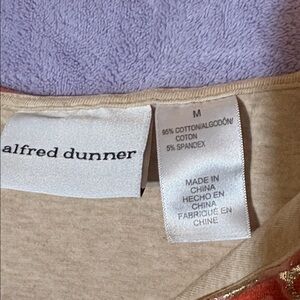 alfred dunner
M
95% COTTON/ALGODÓN/
COTON
5% SPANDEX
MADE IN
CHINA
HECHO EN
CHINA
FABRIQUÉ EN
CHINE